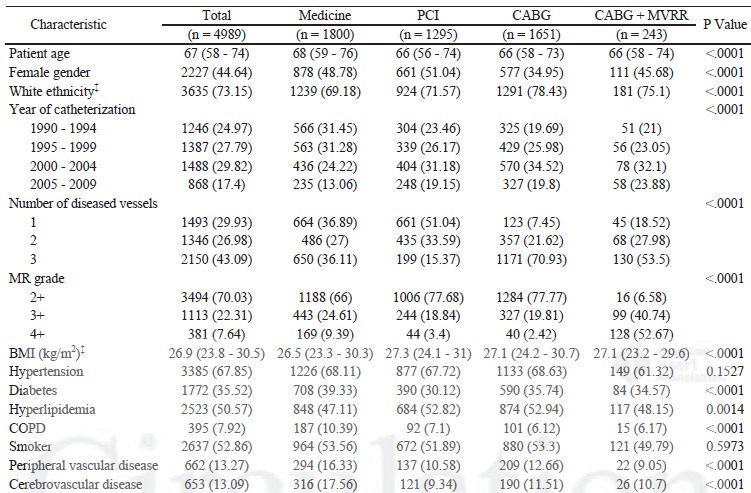 Characteristic Total Medicine PCI CABG CABG + MVRR P Value
(n = 4989) (n = 1800) (n = 1295) (n = 1651) (n = 243)
Patient age 67 (58 - 74) 68 (59 - 76) 66 (56 - 74) 66 (58 - 73) 66 (58 - 74) <.0001
Female gender 2227 (44.64) 878 (48.78) 661 (51.04) 577 (34.95) 111 (45.68) <.0001
White ethnicity‡ 3635 (73.15) 1239 (69.18) 924 (71.57) 1291 (78.43) 181 (75.1) <.0001
Year of catheterization <.0001
1990 - 1994 1246 (24.97) 566 (31.45) 304 (23.46) 325 (19.69) 51 (21)
1995 - 1999 1387 (27.79) 563 (31.28) 339 (26.17) 429 (25.98) 56 (23.05)
2000 - 2004 1488 (29.82) 436 (24.22) 404 (31.18) 570 (34.52) 78 (32.1)
2005 - 2009 868 (17.4) 235 (13.06) 248 (19.15) 327 (19.8) 58 (23.88)
Number of diseased vessels <.0001
1 1493 (29.93) 664 (36.89) 661 (51.04) 123 (7.45) 45 (18.52)
2 1346 (26.98) 486 (27) 435 (33.59) 357 (21.62) 68 (27.98)
3 2150 (43.09) 650 (36.11) 199 (15.37) 1171 (70.93) 130 (53.5)
MR grade <.0001
2+ 3494 (70.03) 1188 (66) 1006 (77.68) 1284 (77.77) 16 (6.58)
3+ 1113 (22.31) 443 (24.61) 244 (18.84) 327 (19.81) 99 (40.74)
4+ 381 (7.64) 169 (9.39) 44 (3.4) 40 (2.42) 128 (52.67)
BMI (kg/m²)‡ 26.9 (23.8 - 30.5) 26.5 (23.3 - 30.3) 27.3 (24.1 - 31) 27.1 (24.2 - 30.7) 27.1 (23.2 - 29.6) <.0001
Hypertension 3385 (67.85) 1226 (68.11) 877 (67.72) 1133 (68.63) 149 (61.32) 0.1527
Diabetes 1772 (35.52) 708 (39.33) 390 (30.12) 590 (35.74) 84 (34.57) <.0001
Hyperlipidemia 2523 (50.57) 848 (47.11) 684 (52.82) 874 (52.94) 117 (48.15) 0.0014
COPD 395 (7.92) 187 (10.39) 92 (7.1) 101 (6.12) 15 (6.17) <.0001
Smoker 2637 (52.86) 964 (53.56) 672 (51.89) 880 (53.3) 121 (49.79) 0.5973
Peripheral vascular disease 662 (13.27) 294 (16.33) 137 (10.58) 209 (12.66) 22 (9.05) <.0001
Cerebrovascular disease 653 (13.09) 316 (17.56) 121 (9.34) 190 (11.51) 26 (10.7) <.0001